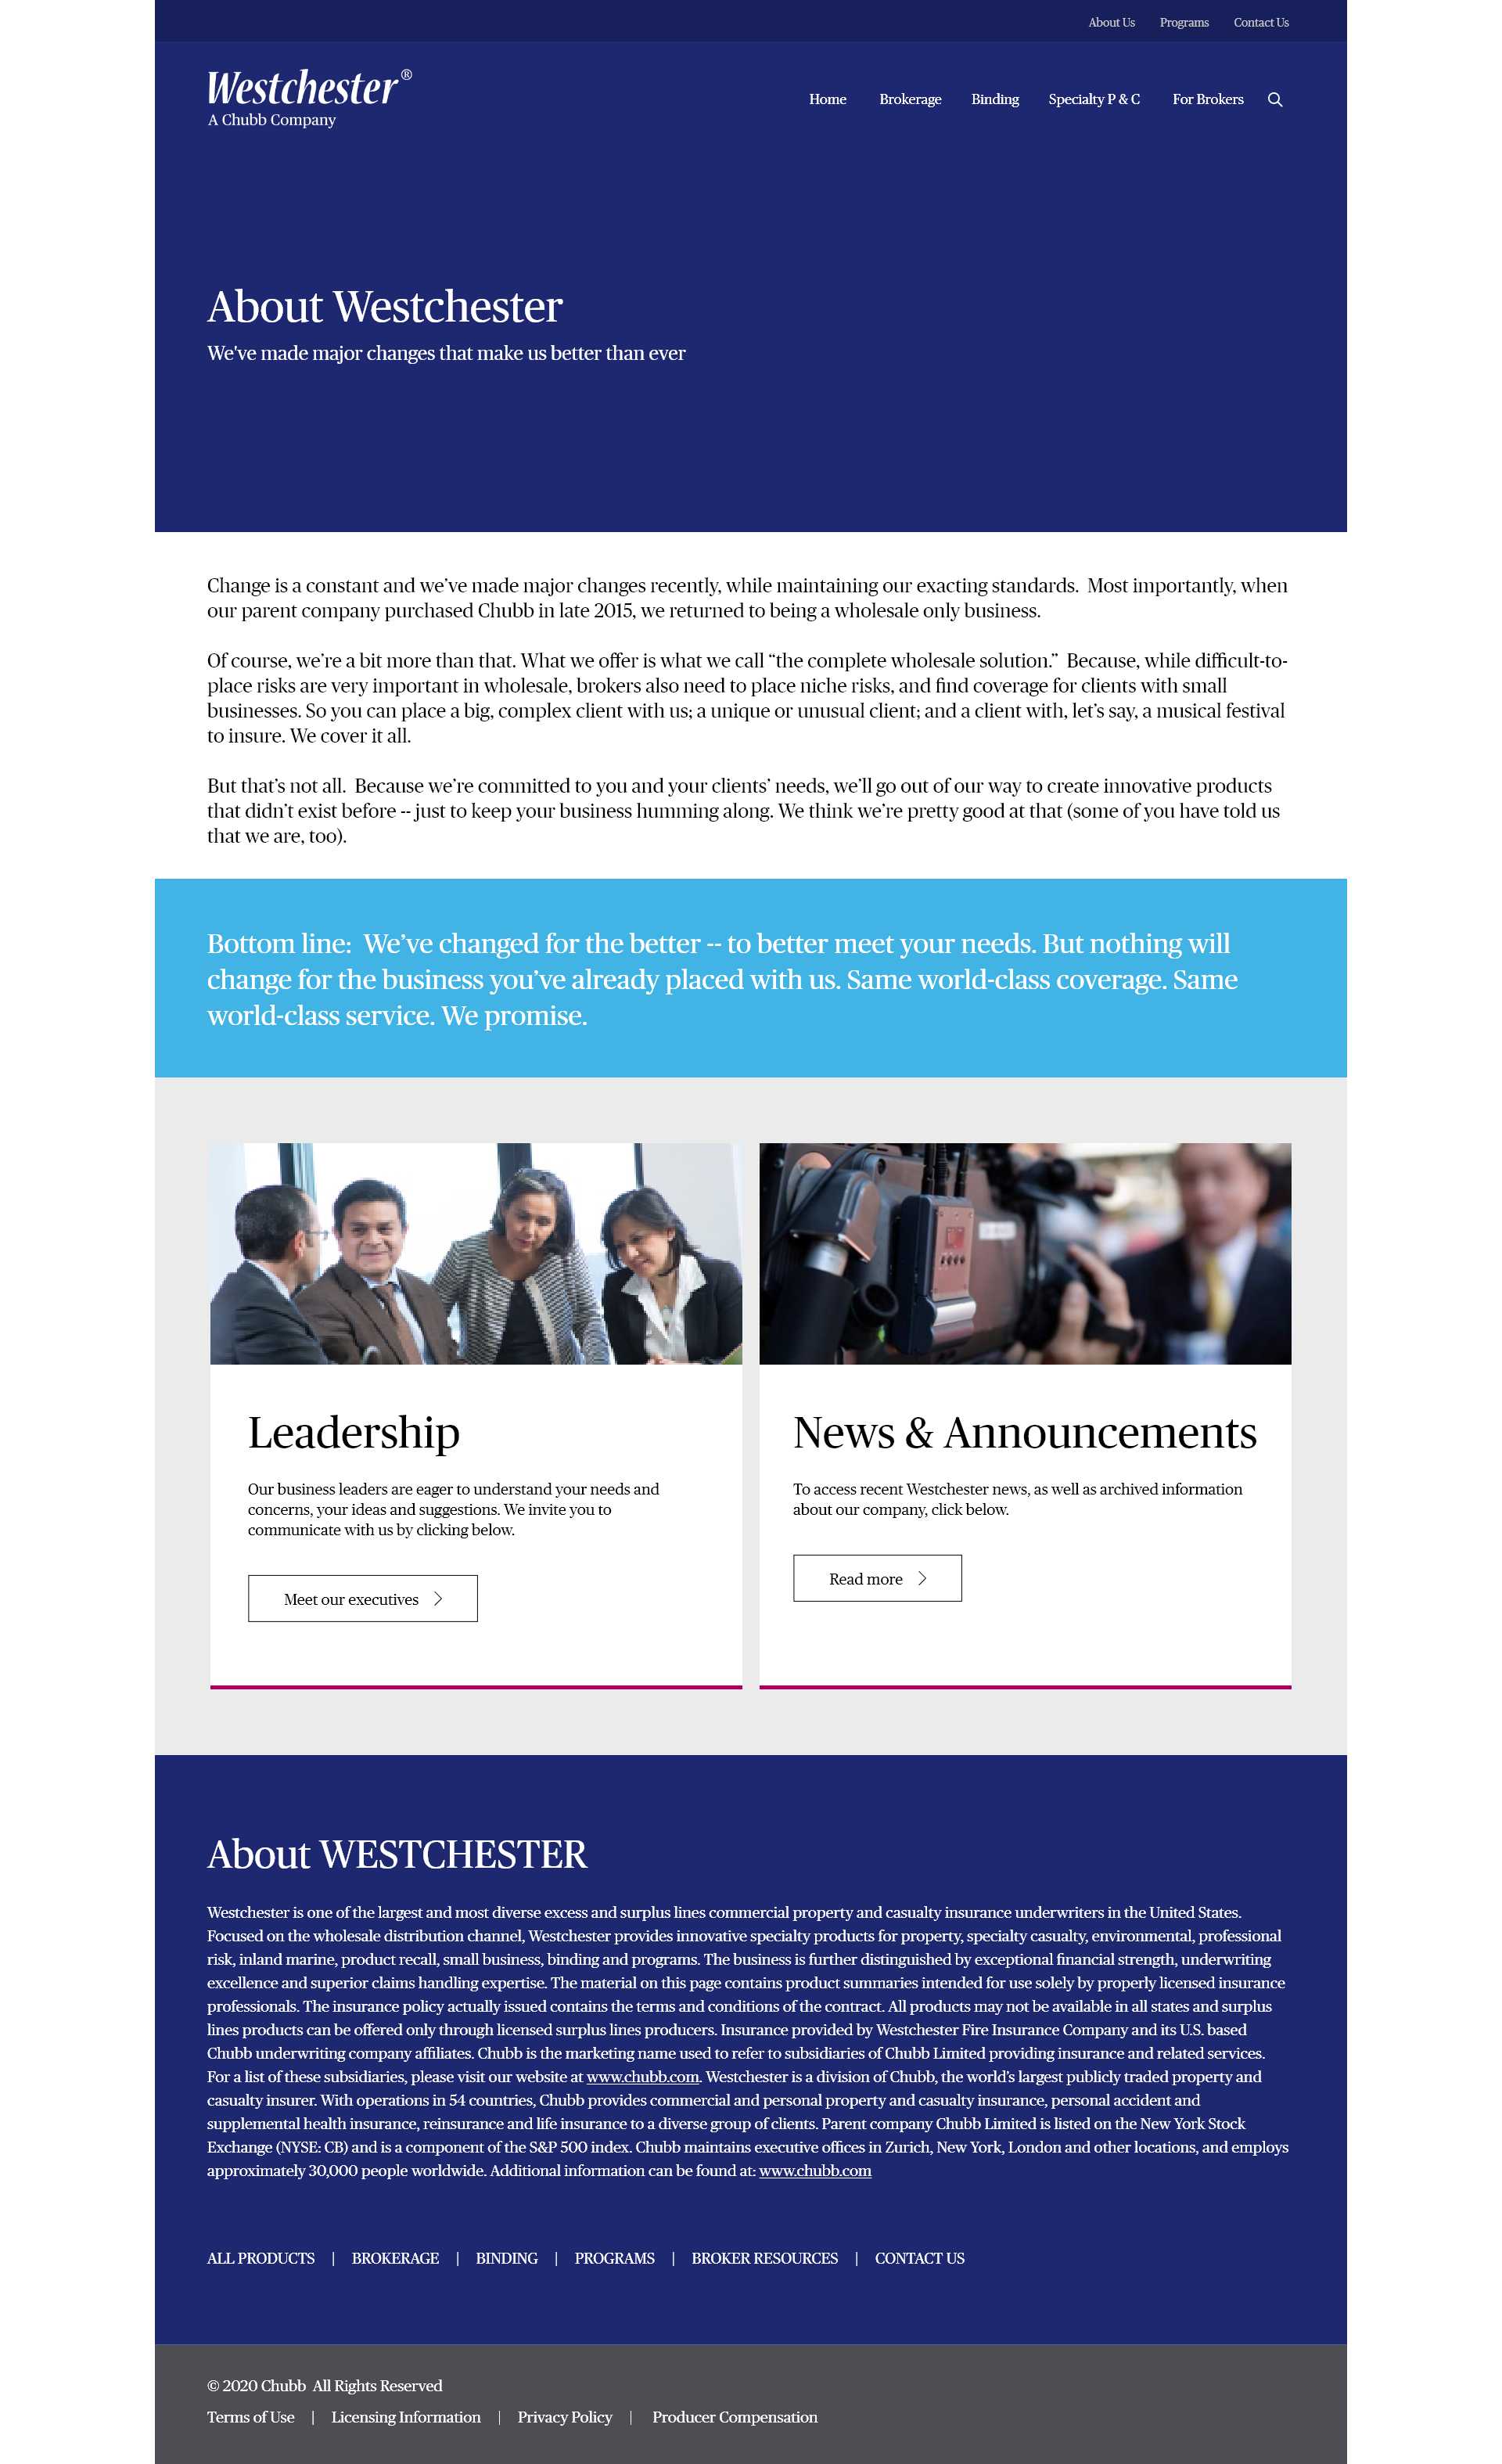 About Us Programs Contact Us
Westchester®
A Chubb Company
Home Brokerage Binding Specialty P & C For Brokers
About Westchester
We've made major changes that make us better than ever
Change is a constant and we’ve made major changes recently, while maintaining our exacting standards.  Most importantly, when
our parent company purchased Chubb in late 2015, we returned to being a wholesale only business.
Of course, we’re a bit more than that. What we offer is what we call “the complete wholesale solution.”  Because, while difficult-to-
place risks are very important in wholesale, brokers also need to place niche risks, and find coverage for clients with small
businesses. So you can place a big, complex client with us; a unique or unusual client; and a client with, let’s say, a musical festival
to insure. We cover it all.
But that’s not all.  Because we’re committed to you and your clients’ needs, we’ll go out of our way to create innovative products
that didn’t exist before -- just to keep your business humming along. We think we’re pretty good at that (some of you have told us
that we are, too).
Bottom line:  We’ve changed for the better -- to better meet your needs. But nothing will
change for the business you’ve already placed with us. Same world-class coverage. Same
world-class service. We promise.
Leadership
Our business leaders are eager to understand your needs and
concerns, your ideas and suggestions. We invite you to
communicate with us by clicking below.
Meet our executives
News & Announcements
To access recent Westchester news, as well as archived information
about our company, click below.
Read more
About WESTCHESTER
Westchester is one of the largest and most diverse excess and surplus lines commercial property and casualty insurance underwriters in the United States.
Focused on the wholesale distribution channel, Westchester provides innovative specialty products for property, specialty casualty, environmental, professional
risk, inland marine, product recall, small business, binding and programs. The business is further distinguished by exceptional financial strength, underwriting
excellence and superior claims handling expertise. The material on this page contains product summaries intended for use solely by properly licensed insurance
professionals. The insurance policy actually issued contains the terms and conditions of the contract. All products may not be available in all states and surplus
lines products can be offered only through licensed surplus lines producers. Insurance provided by Westchester Fire Insurance Company and its U.S. based
Chubb underwriting company affiliates. Chubb is the marketing name used to refer to subsidiaries of Chubb Limited providing insurance and related services.
For a list of these subsidiaries, please visit our website at www.chubb.com. Westchester is a division of Chubb, the world’s largest publicly traded property and
casualty insurer. With operations in 54 countries, Chubb provides commercial and personal property and casualty insurance, personal accident and
supplemental health insurance, reinsurance and life insurance to a diverse group of clients. Parent company Chubb Limited is listed on the New York Stock
Exchange (NYSE: CB) and is a component of the S&P 500 index. Chubb maintains executive offices in Zurich, New York, London and other locations, and employs
approximately 30,000 people worldwide. Additional information can be found at: www.chubb.com
ALL PRODUCTS | BROKERAGE | BINDING | PROGRAMS | BROKER RESOURCES | CONTACT US
© 2020 Chubb  All Rights Reserved
Terms of Use | Licensing Information | Privacy Policy | Producer Compensation